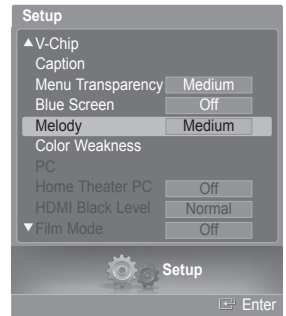 Setup
▲V-Chip
Caption
Menu Transparency Medium
Blue Screen Off
Melody Medium
Color Weakness
PC
Home Theater PC Off
HDMI Black Level Normal
▼Film Mode Off
Setup
Enter